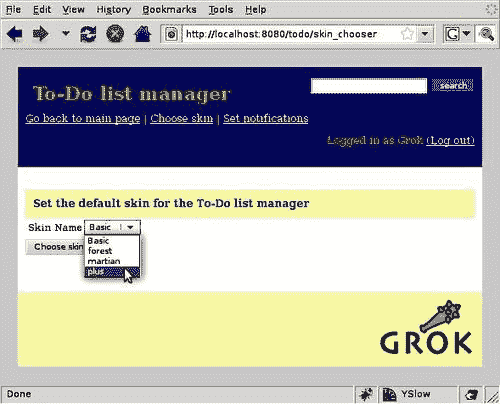 File Edit View History Bookmarks Tools Help
http://localhost:8080/todo/skin_chooser
G
To-Do list manager
search
Go back to main page | Choose skin | Set notifications
Logged in as Grok (Log out)
Set the default skin for the To-Do list manager
Skin Name Basic
Choose skin
Basic
forest
martian
plus
GROK
Done
YSlow